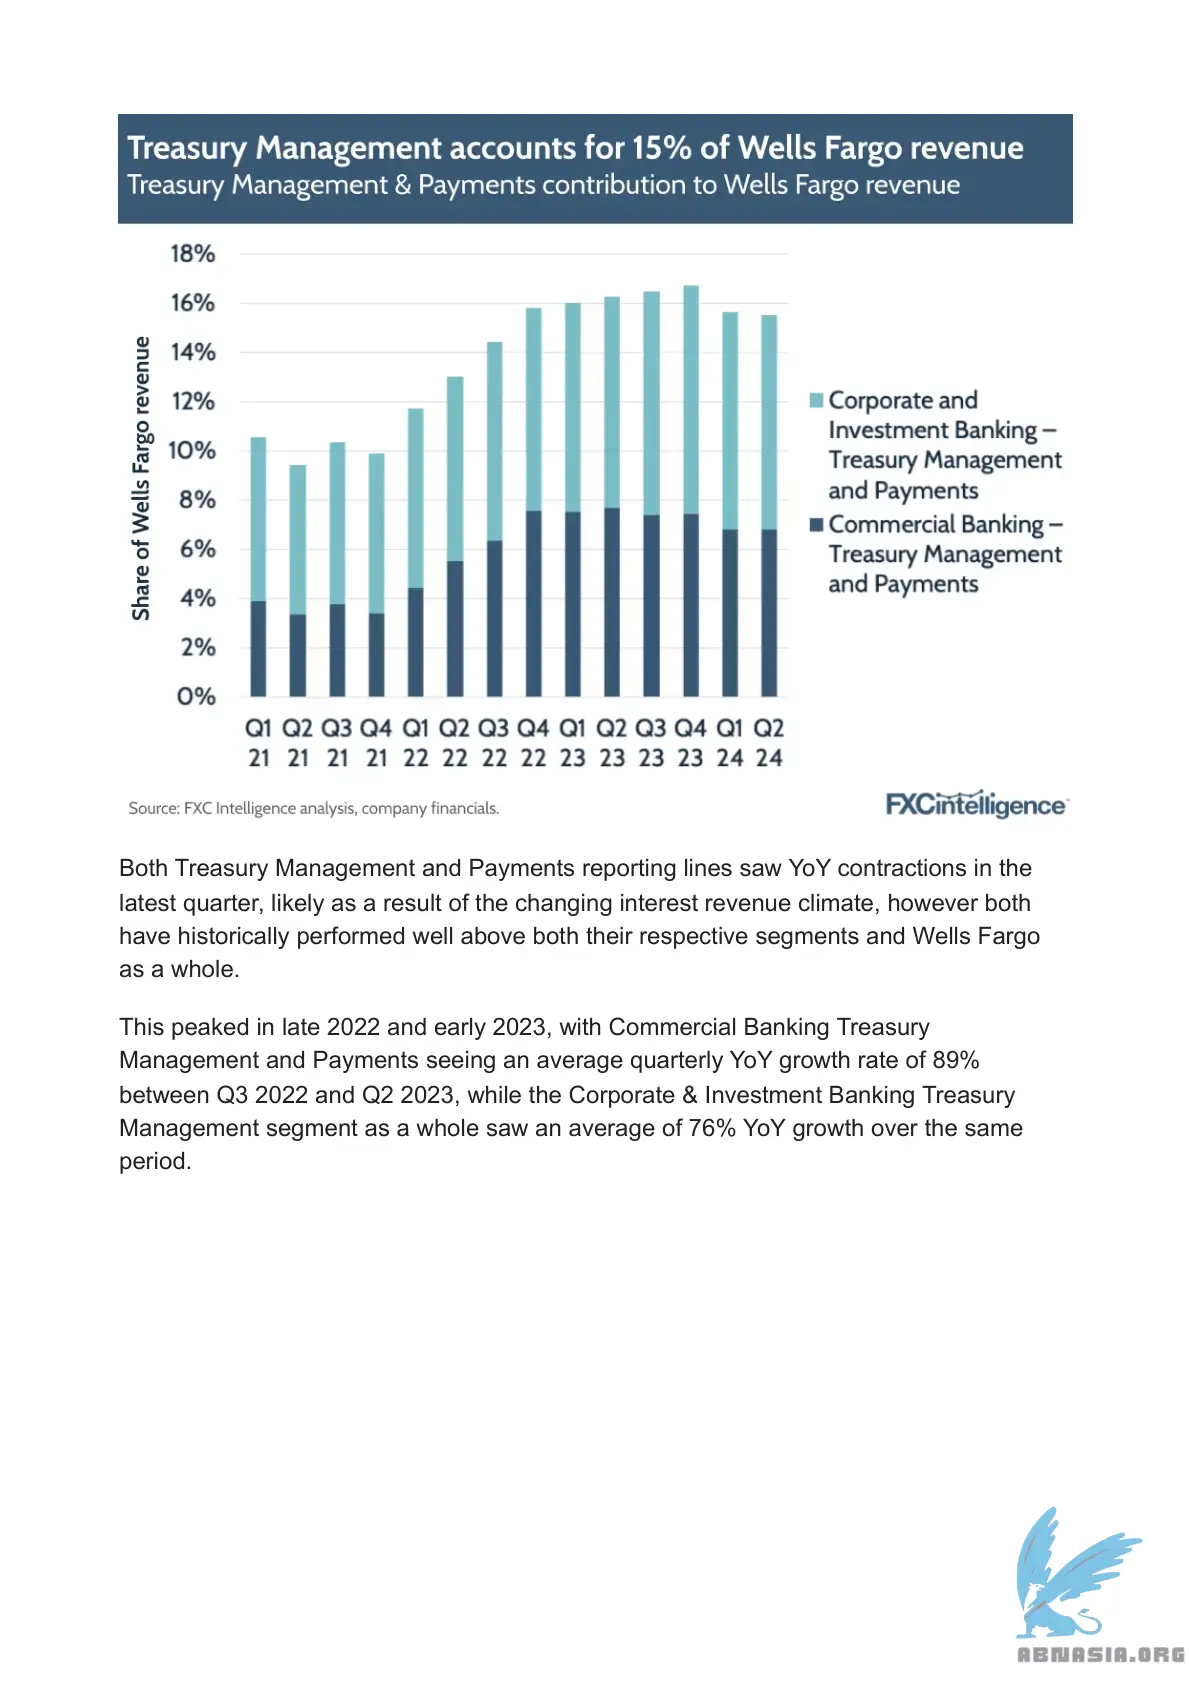 Treasury Management accounts for 15% of Wells Fargo revenue
Treasury Management & Payments contribution to Wells Fargo revenue
Share of Wells Fargo revenue
18%
16%
14%
12%
10%
8%
6%
4%
2%
0%
Q1 Q2 Q3 Q4 Q1 Q2 Q3 Q4 Q1 Q2 Q3 Q4 Q1 Q2
21 21 21 21 22 22 22 22 23 23 23 23 24 24
Corporate and
Investment Banking –
Treasury Management
and Payments
Commercial Banking –
Treasury Management
and Payments
Source: FXC Intelligence analysis, company financials.
FXCintelligence™
Both Treasury Management and Payments reporting lines saw YoY contractions in the
latest quarter, likely as a result of the changing interest revenue climate, however both
have historically performed well above both their respective segments and Wells Fargo
as a whole.
This peaked in late 2022 and early 2023, with Commercial Banking Treasury
Management and Payments seeing an average quarterly YoY growth rate of 89%
between Q3 2022 and Q2 2023, while the Corporate & Investment Banking Treasury
Management segment as a whole saw an average of 76% YoY growth over the same
period.
ABNASIA.ORG